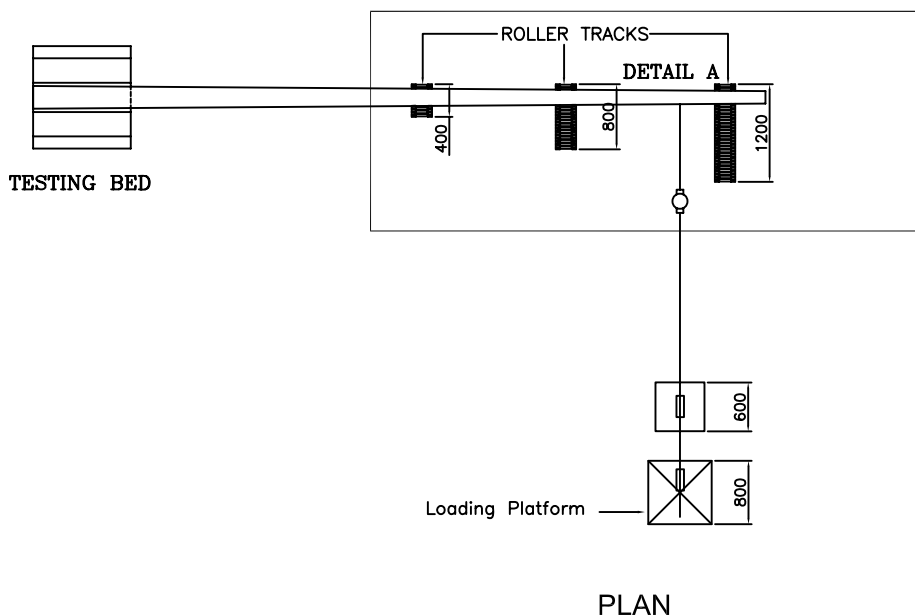 ROLLER TRACKS
DETAIL A
400
800
1200
TESTING BED
600
800
Loading Platform
PLAN